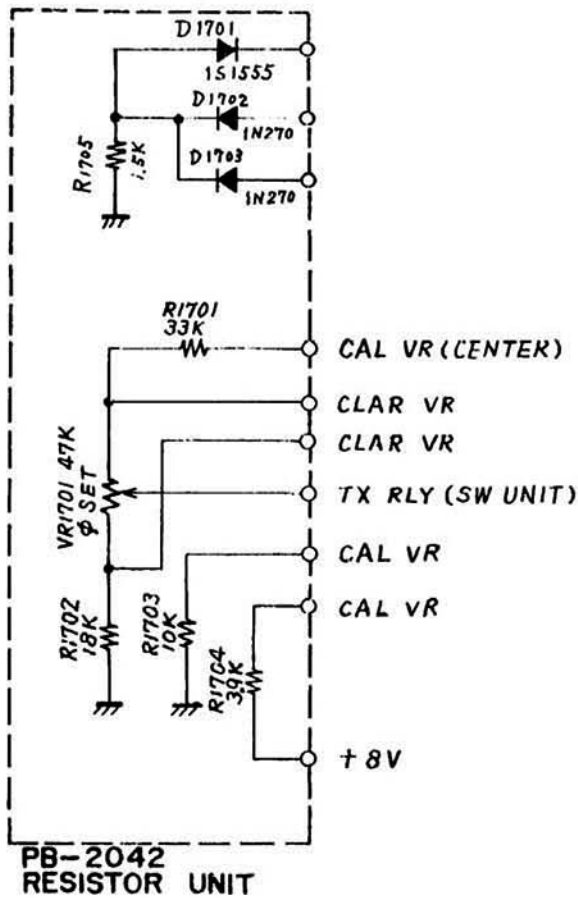 D1701
1S1555
D1702
1N270
D1703
1N270
R1705
1.5K
R1701
33K
CAL VR (CENTER)
CLAR VR
CLAR VR
VR1701 47K
φ SET
TX RLY (SW UNIT)
CAL VR
CAL VR
R1702
18K
R1703
10K
R1704
3.9K
+8V
PB-2042
RESISTOR UNIT